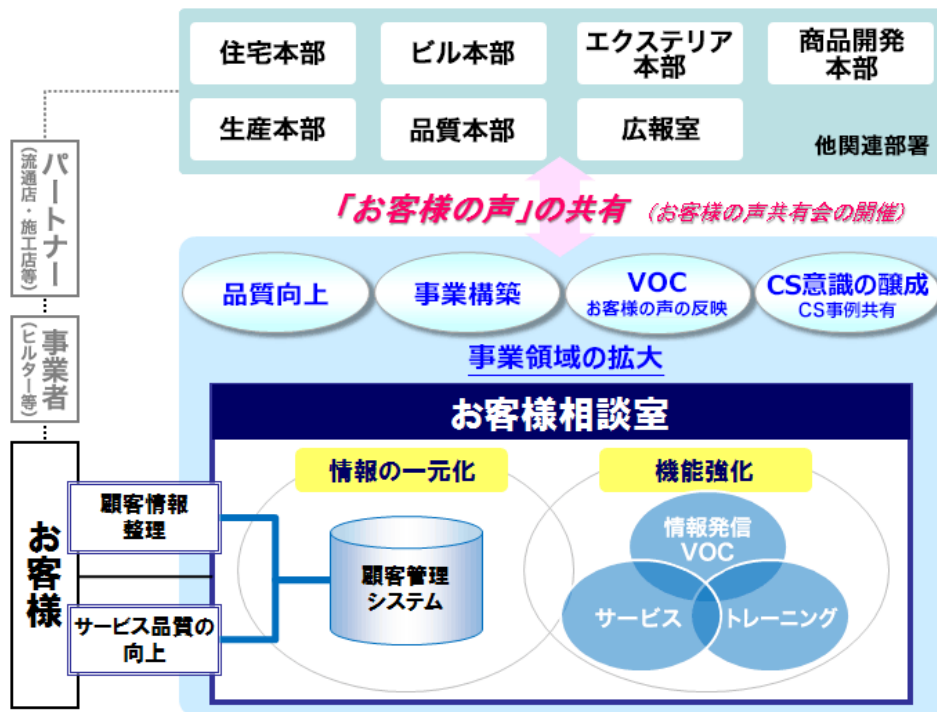 住宅本部
ビル本部
エクステリア
本部
商品開発
本部
生産本部
品質本部
広報室
他関連部署
パートナー
(流通店・施工店等)
「お客様の声」の共有 (お客様の声共有会の開催)
品質向上
事業構築
VOC
お客様の声の反映
CS意識の醸成
CS事例共有
事業者
(ヒルター等)
事業領域の拡大
お客様相談室
情報の一元化
機能強化
お客様
顧客情報
整理
サービス品質の
向上
顧客管理
システム
情報発信
VOC
サービス
トレーニング